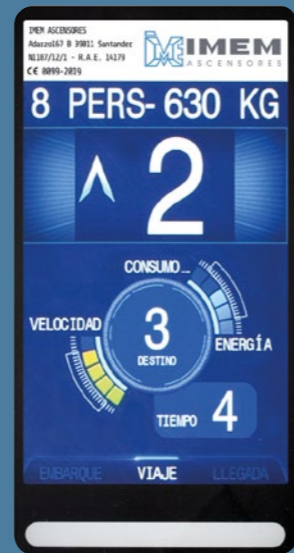 IMEM ASCENSORES
Adarzo167 B 39011 Santander
N1187/12/1 - R.A.E. 14179
CE 0099-2019
IMEM
ASCENSORES
8 PERS- 630 KG
2
CONSUMO...
VELOCIDAD
3
DESTINO
ENERGÍA
TIEMPO 4
EMBARQUE VIAJE LLEGADA